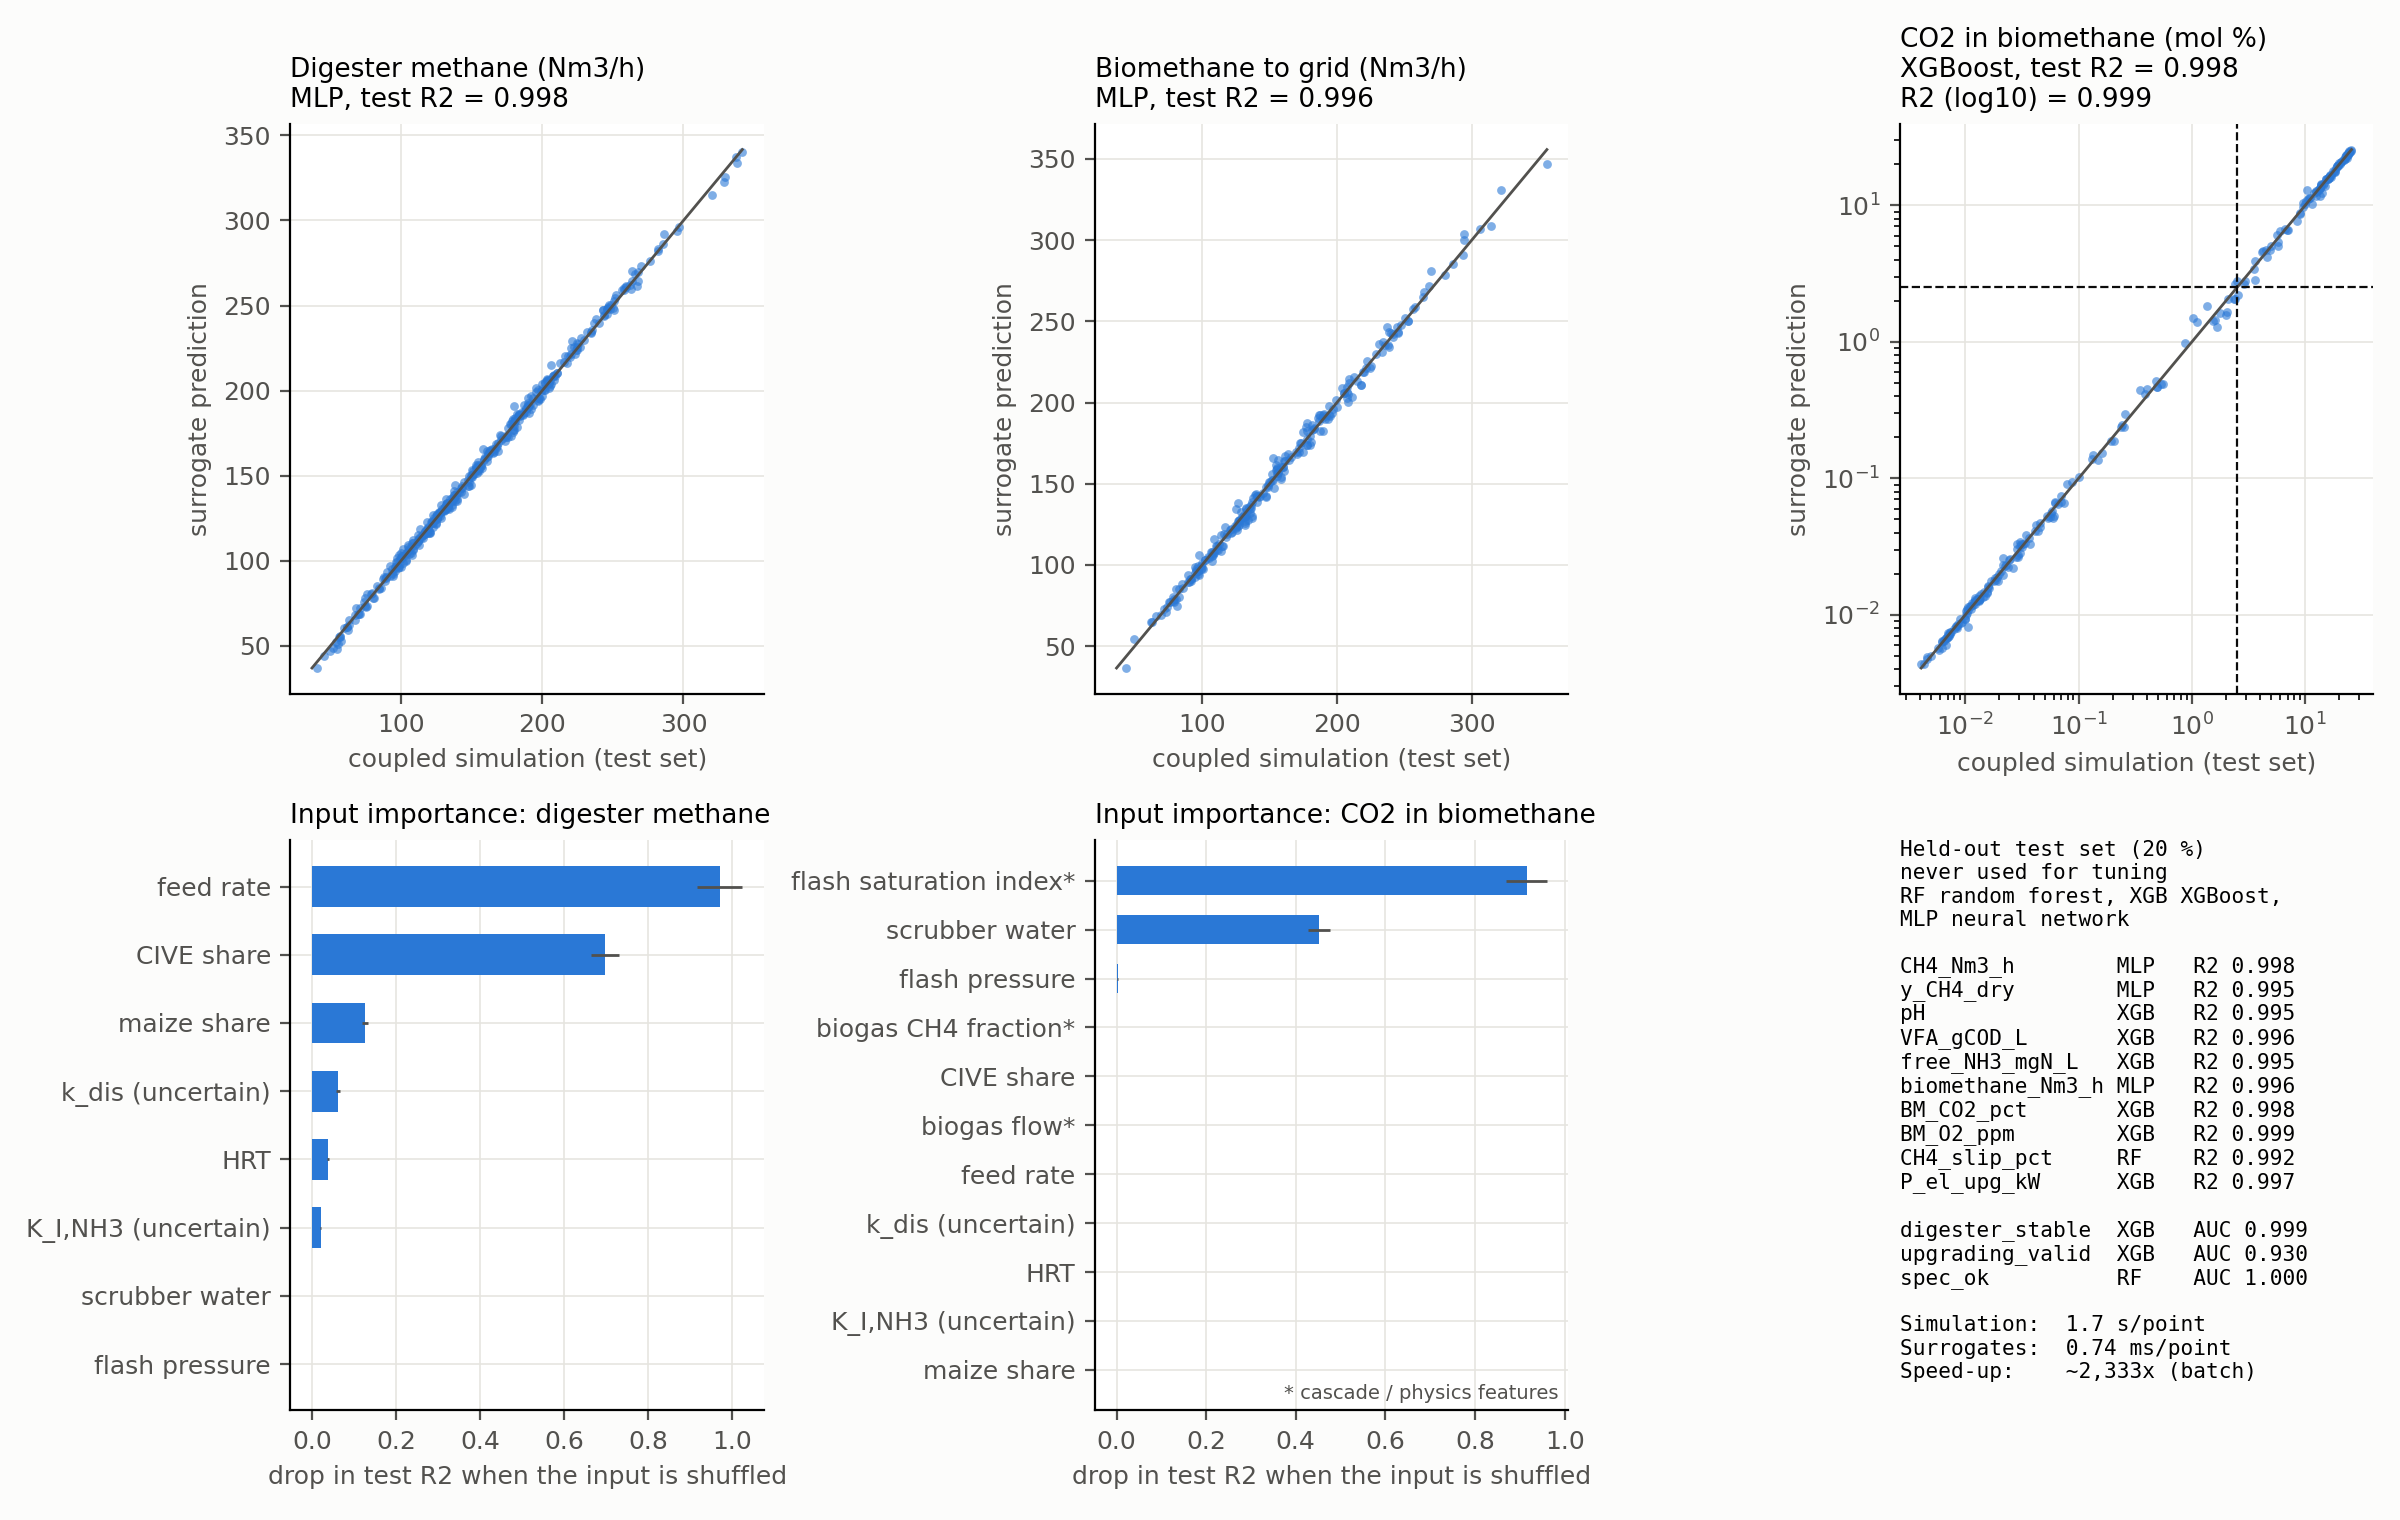 Digester methane (Nm3/h)
MLP, test R2 = 0.998
350
300
250
200
150
100
50
surrogate prediction
100
200
300
coupled simulation (test set)
Biomethane to grid (Nm3/h)
MLP, test R2 = 0.996
350
300
250
200
150
100
50
surrogate prediction
100
200
300
coupled simulation (test set)
CO2 in biomethane (mol %)
XGBoost, test R2 = 0.998
R2 (log10) = 0.999
10¹
10⁰
10⁻¹
10⁻²
surrogate prediction
10⁻²
10⁻¹
10⁰
10¹
coupled simulation (test set)
Input importance: digester methane
feed rate
CIVE share
maize share
k_dis (uncertain)
HRT
K_I,NH3 (uncertain)
scrubber water
flash pressure
0.0
0.2
0.4
0.6
0.8
1.0
drop in test R2 when the input is shuffled
Input importance: CO2 in biomethane
flash saturation index*
scrubber water
flash pressure
biogas CH4 fraction*
CIVE share
biogas flow*
feed rate
k_dis (uncertain)
HRT
K_I,NH3 (uncertain)
maize share
* cascade / physics features
0.0
0.2
0.4
0.6
0.8
1.0
drop in test R2 when the input is shuffled
Held-out test set (20 %)
never used for tuning
RF random forest, XGB XGBoost,
MLP neural network
CH4_Nm3_h MLP R2 0.998
y_CH4_dry MLP R2 0.995
pH XGB R2 0.995
VFA_gCOD_L XGB R2 0.996
free_NH3_mgN_L XGB R2 0.995
biomethane_Nm3_h MLP R2 0.996
BM_CO2_pct XGB R2 0.998
BM_O2_ppm XGB R2 0.999
CH4_slip_pct RF R2 0.992
P_el_upg_kW XGB R2 0.997
digester_stable XGB AUC 0.999
upgrading_valid XGB AUC 0.930
spec_ok RF AUC 1.000
Simulation: 1.7 s/point
Surrogates: 0.74 ms/point
Speed-up: ~2,333x (batch)